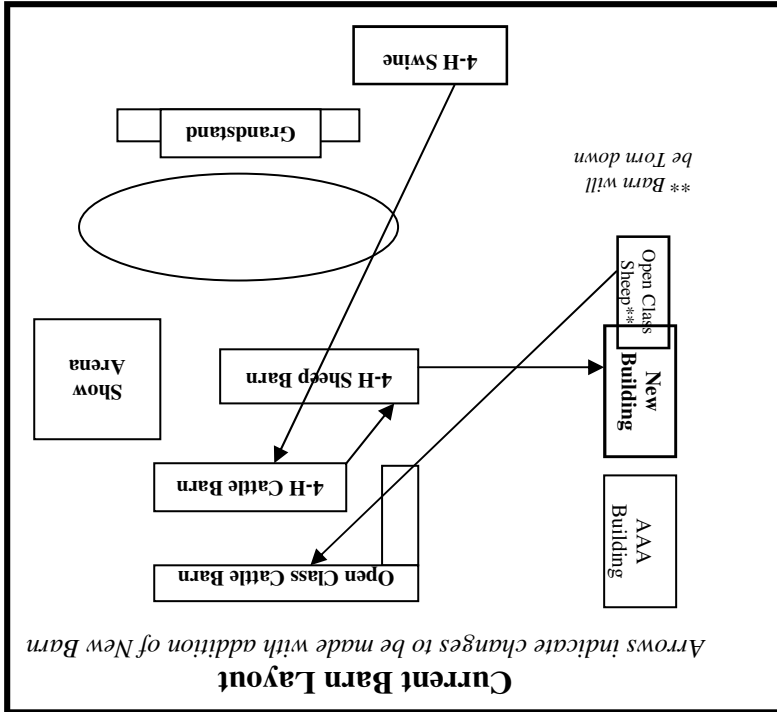 Current Barn Layout
Arrows indicate changes to be made with addition of New Barn
Open Class Cattle Barn
AAA
Building
4-H Cattle Barn
4-H Sheep Barn
New
Building
Show
Arena
Open Class
Sheep**
**Barn will
be Torn down
Grandstand
4-H Swine